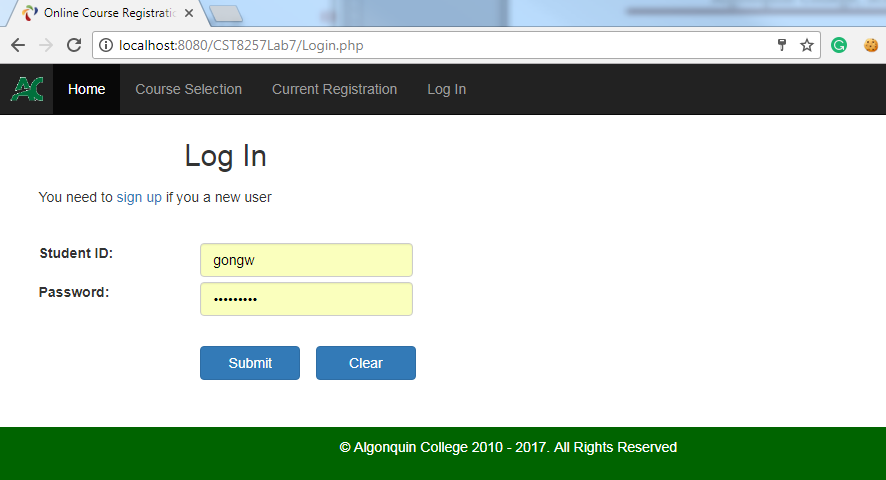 Online Course Registratic
localhost:8080/CST8257Lab7/Login.php
AC Home Course Selection Current Registration Log In
Log In
You need to sign up if you a new user
Student ID: gongw
Password: •••••••••
Submit Clear
© Algonquin College 2010 - 2017. All Rights Reserved